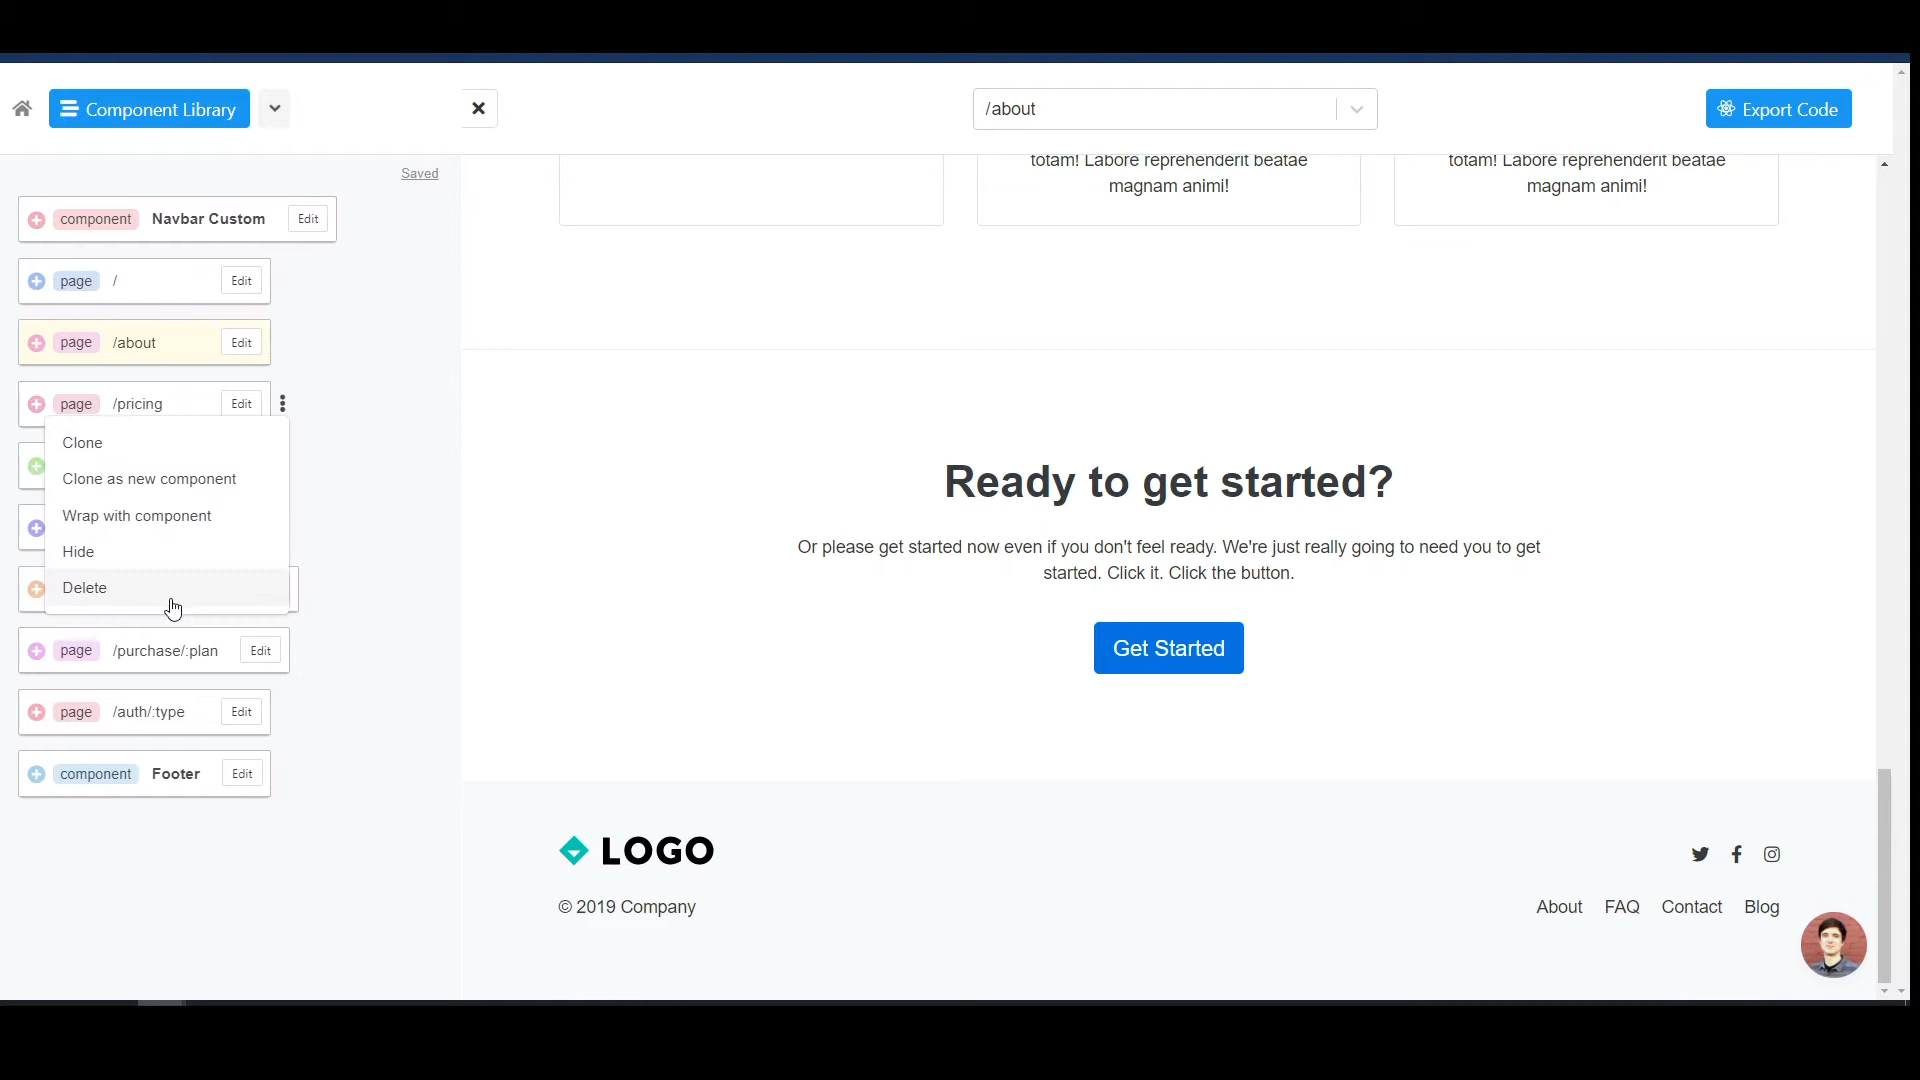 Component Library
/about
Export Code
Saved
component Navbar Custom Edit
page / Edit
page /about Edit
page /pricing Edit
Clone
Clone as new component
Wrap with component
Hide
Delete
page /purchase/:plan Edit
page /auth/:type Edit
component Footer Edit
totam! Labore reprehenderit beatae
magnam animi!
totam! Labore reprehenderit beatae
magnam animi!
Ready to get started?
Or please get started now even if you don't feel ready. We're just really going to need you to get
started. Click it. Click the button.
Get Started
LOGO
© 2019 Company
About FAQ Contact Blog